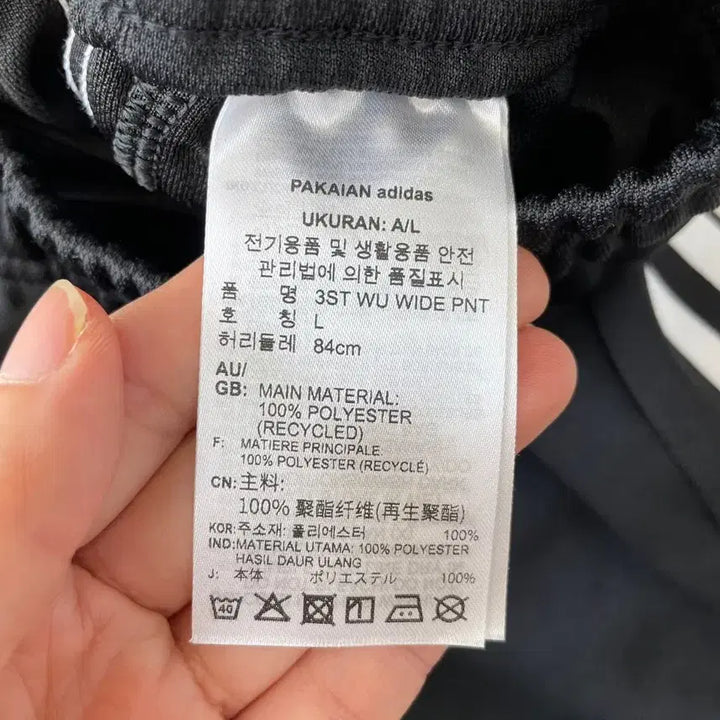 PAKAIAN adidas
UKURAN: A/L
전기용품 및 생활용품 안전
관리법에 의한 품질표시
품 명 3ST WU WIDE PNT
호 칭 L
허리둘레 84cm
AU/
GB: MAIN MATERIAL:
100% POLYESTER
(RECYCLED)
F: MATIERE PRINCIPALE:
100% POLYESTER (RECYCLÉ)
CN: 主料:
100% 聚酯纤维(再生聚酯)
KOR: 주소재: 폴리에스터 100%
IND: MATERIAL UTAMA: 100% POLYESTER
HASIL DAUR ULANG
J: 本体 ポリエステル 100%
40